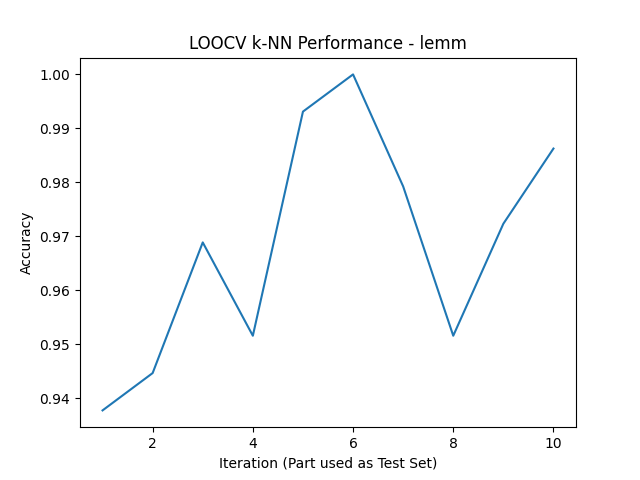 LOOCV k-NN Performance - lemm
1.00
0.99
0.98
0.97
0.96
0.95
0.94
Accuracy
2 4 6 8 10
Iteration (Part used as Test Set)